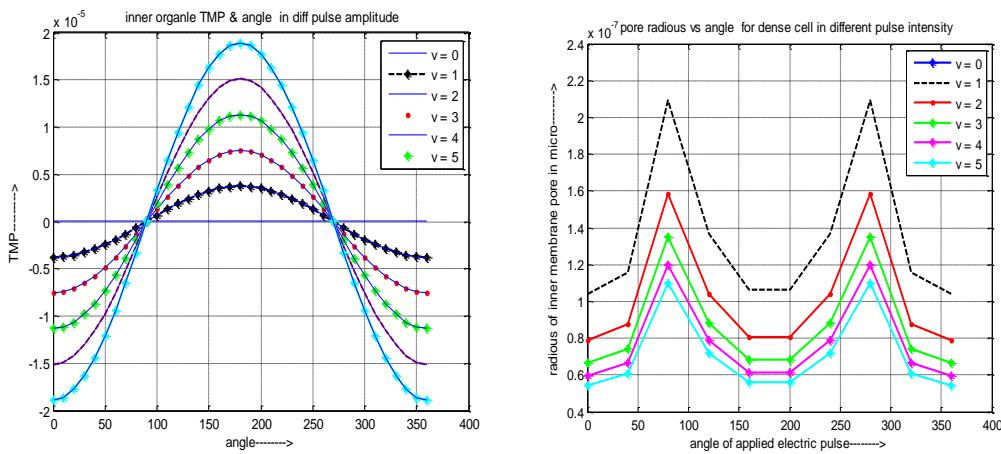 inner organle TMP & angle in diff pulse amplitude
x 10^-5
2
1.5
1
0.5
0
-0.5
-1
-1.5
-2
TMP--------->
0 50 100 150 200 250 300 350 400
angle-------->
v = 0
v = 1
v = 2
v = 3
v = 4
v = 5
x 10^-7 pore radious vs angle for dense cell in different pulse intensity
2.4
2.2
2
1.8
1.6
1.4
1.2
1
0.8
0.6
0.4
radious of inner membrane pore in micro--------->
0 50 100 150 200 250 300 350 400
angle of applied electric pulse------->
v = 0
v = 1
v = 2
v = 3
v = 4
v = 5